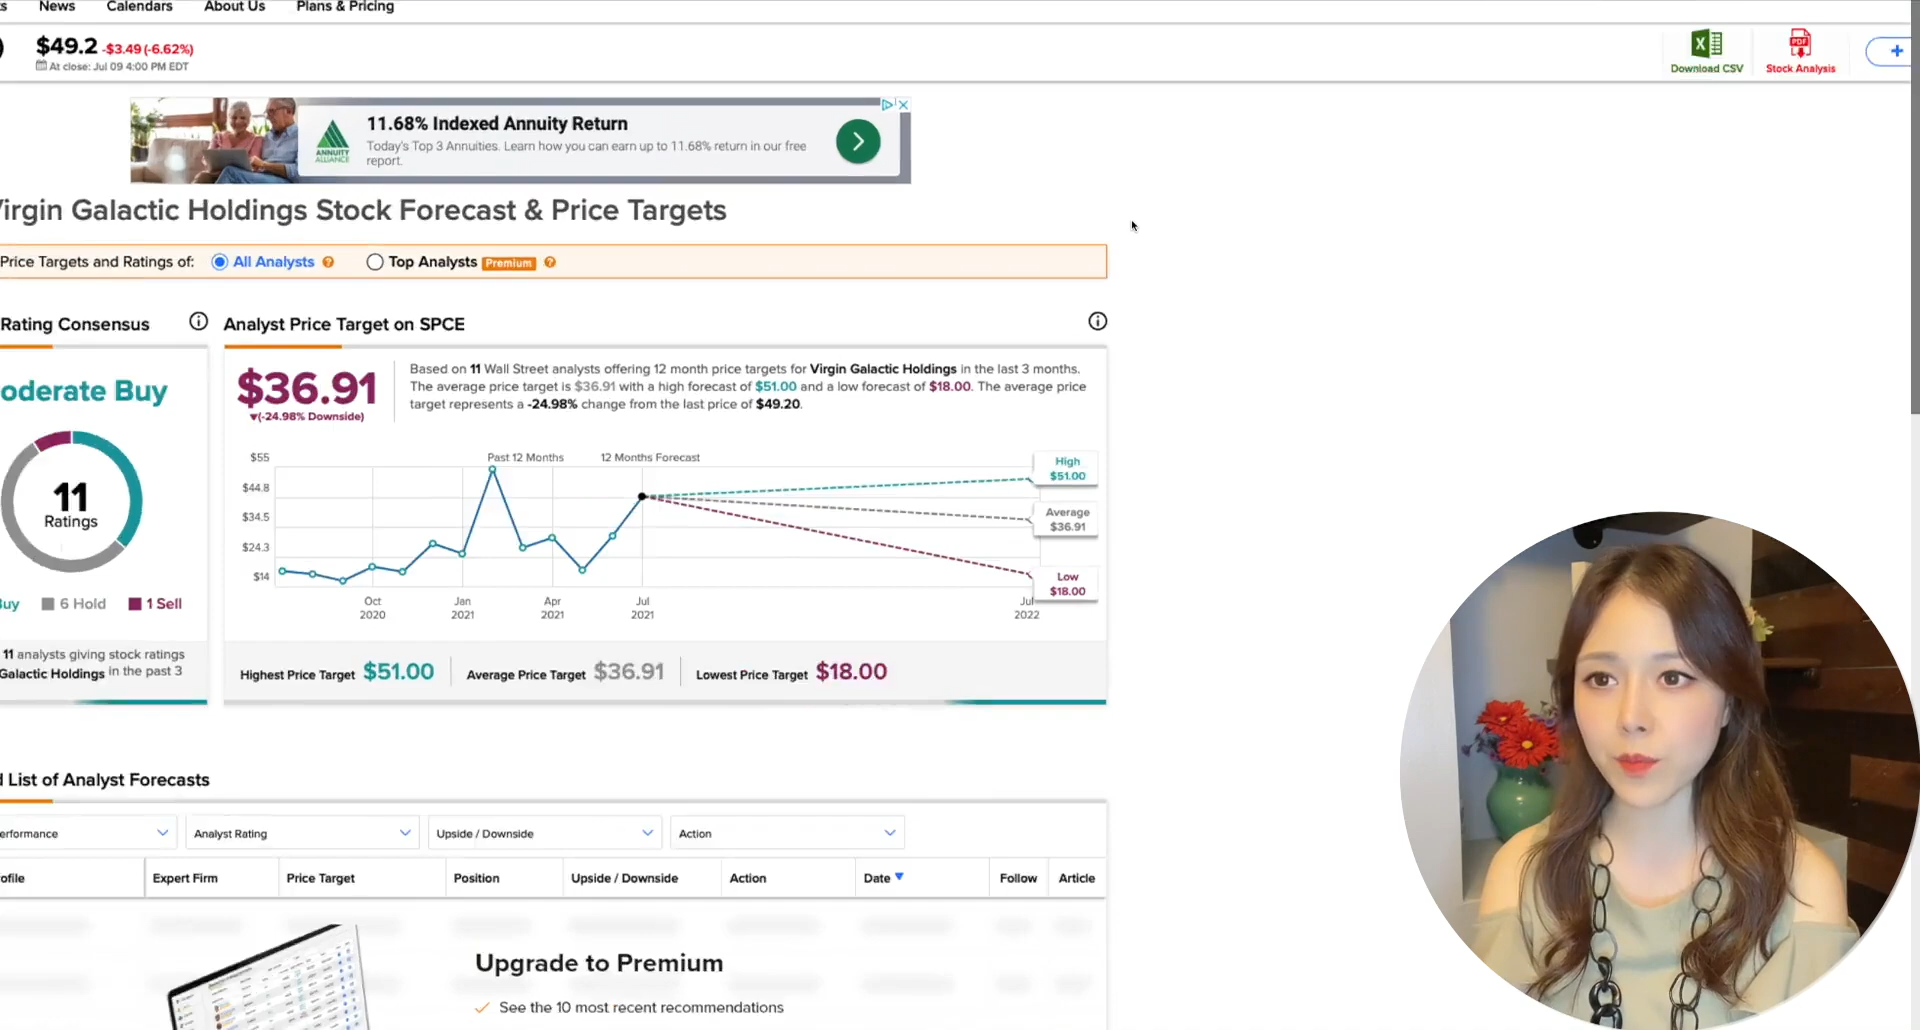 News Calendars About Us Plans & Pricing
$49.2 -$3.49 (-6.62%)
At close: Jul 09 4:00 PM EDT
Download CSV
Stock Analysis
11.68% Indexed Annuity Return
Today's Top 3 Annuities. Learn how you can earn up to 11.68% return in our free
report.
ANNUITY
ALLIANCE
Virgin Galactic Holdings Stock Forecast & Price Targets
Price Targets and Ratings of: All Analysts Top Analysts Premium
Rating Consensus
oderate Buy
11
Ratings
Buy 6 Hold 1 Sell
11 analysts giving stock ratings
Galactic Holdings in the past 3
Analyst Price Target on SPCE
$36.91
▼(-24.98% Downside)
Based on 11 Wall Street analysts offering 12 month price targets for Virgin Galactic Holdings in the last 3 months.
The average price target is $36.91 with a high forecast of $51.00 and a low forecast of $18.00. The average price
target represents a -24.98% change from the last price of $49.20.
Past 12 Months 12 Months Forecast
$55
$44.8
$34.5
$24.3
$14
High
$51.00
Average
$36.91
Low
$18.00
Oct
2020
Jan
2021
Apr
2021
Jul
2021
Jul
2022
Highest Price Target $51.00 Average Price Target $36.91 Lowest Price Target $18.00
d List of Analyst Forecasts
erformance Analyst Rating Upside / Downside Action
ofile Expert Firm Price Target Position Upside / Downside Action Date Follow Article
Upgrade to Premium
See the 10 most recent recommendations